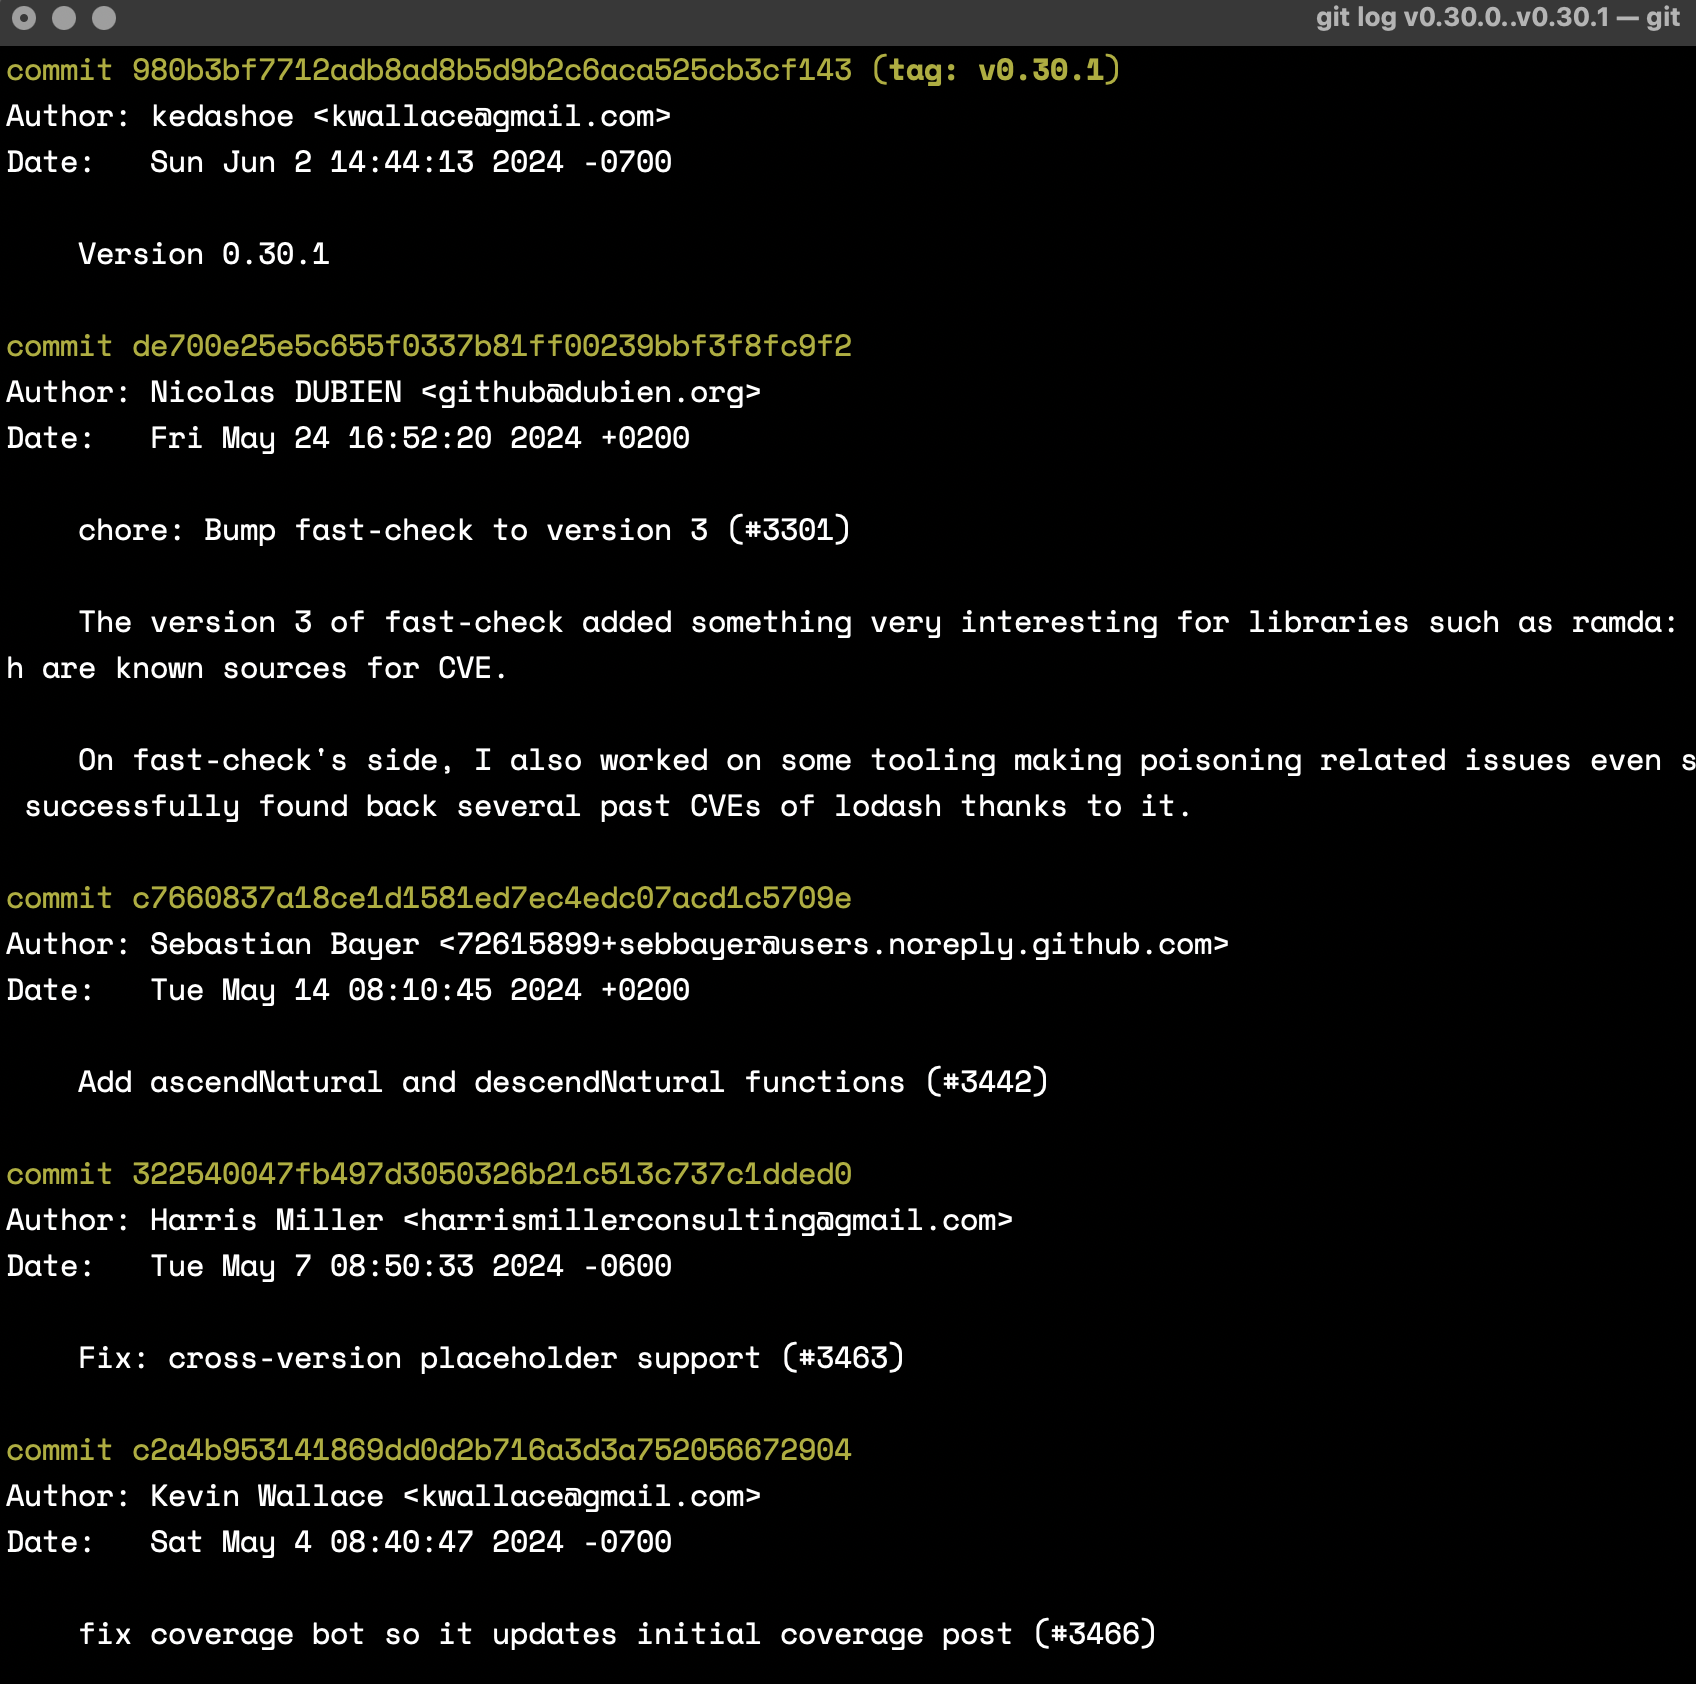 git log v0.30.0..v0.30.1 — git
commit 980b3bf7712adb8ad8b5d9b2c6aca525cb3cf143 (tag: v0.30.1)
Author: kedashoe <kwallace@gmail.com>
Date:   Sun Jun 2 14:44:13 2024 -0700
Version 0.30.1
commit de700e25e5c655f0337b81ff00239bbf3f8fc9f2
Author: Nicolas DUBIEN <github@dubien.org>
Date:   Fri May 24 16:52:20 2024 +0200
chore: Bump fast-check to version 3 (#3301)
The version 3 of fast-check added something very interesting for libraries such as ramda:
h are known sources for CVE.
On fast-check's side, I also worked on some tooling making poisoning related issues even s
successfully found back several past CVEs of lodash thanks to it.
commit c7660837a18ce1d1581ed7ec4edc07acd1c5709e
Author: Sebastian Bayer <72615899+sebbayer@users.noreply.github.com>
Date:   Tue May 14 08:10:45 2024 +0200
Add ascendNatural and descendNatural functions (#3442)
commit 322540047fb497d3050326b21c513c737c1dded0
Author: Harris Miller <harrismillerconsulting@gmail.com>
Date:   Tue May 7 08:50:33 2024 -0600
Fix: cross-version placeholder support (#3463)
commit c2a4b953141869dd0d2b716a3d3a752056672904
Author: Kevin Wallace <kwallace@gmail.com>
Date:   Sat May 4 08:40:47 2024 -0700
fix coverage bot so it updates initial coverage post (#3466)